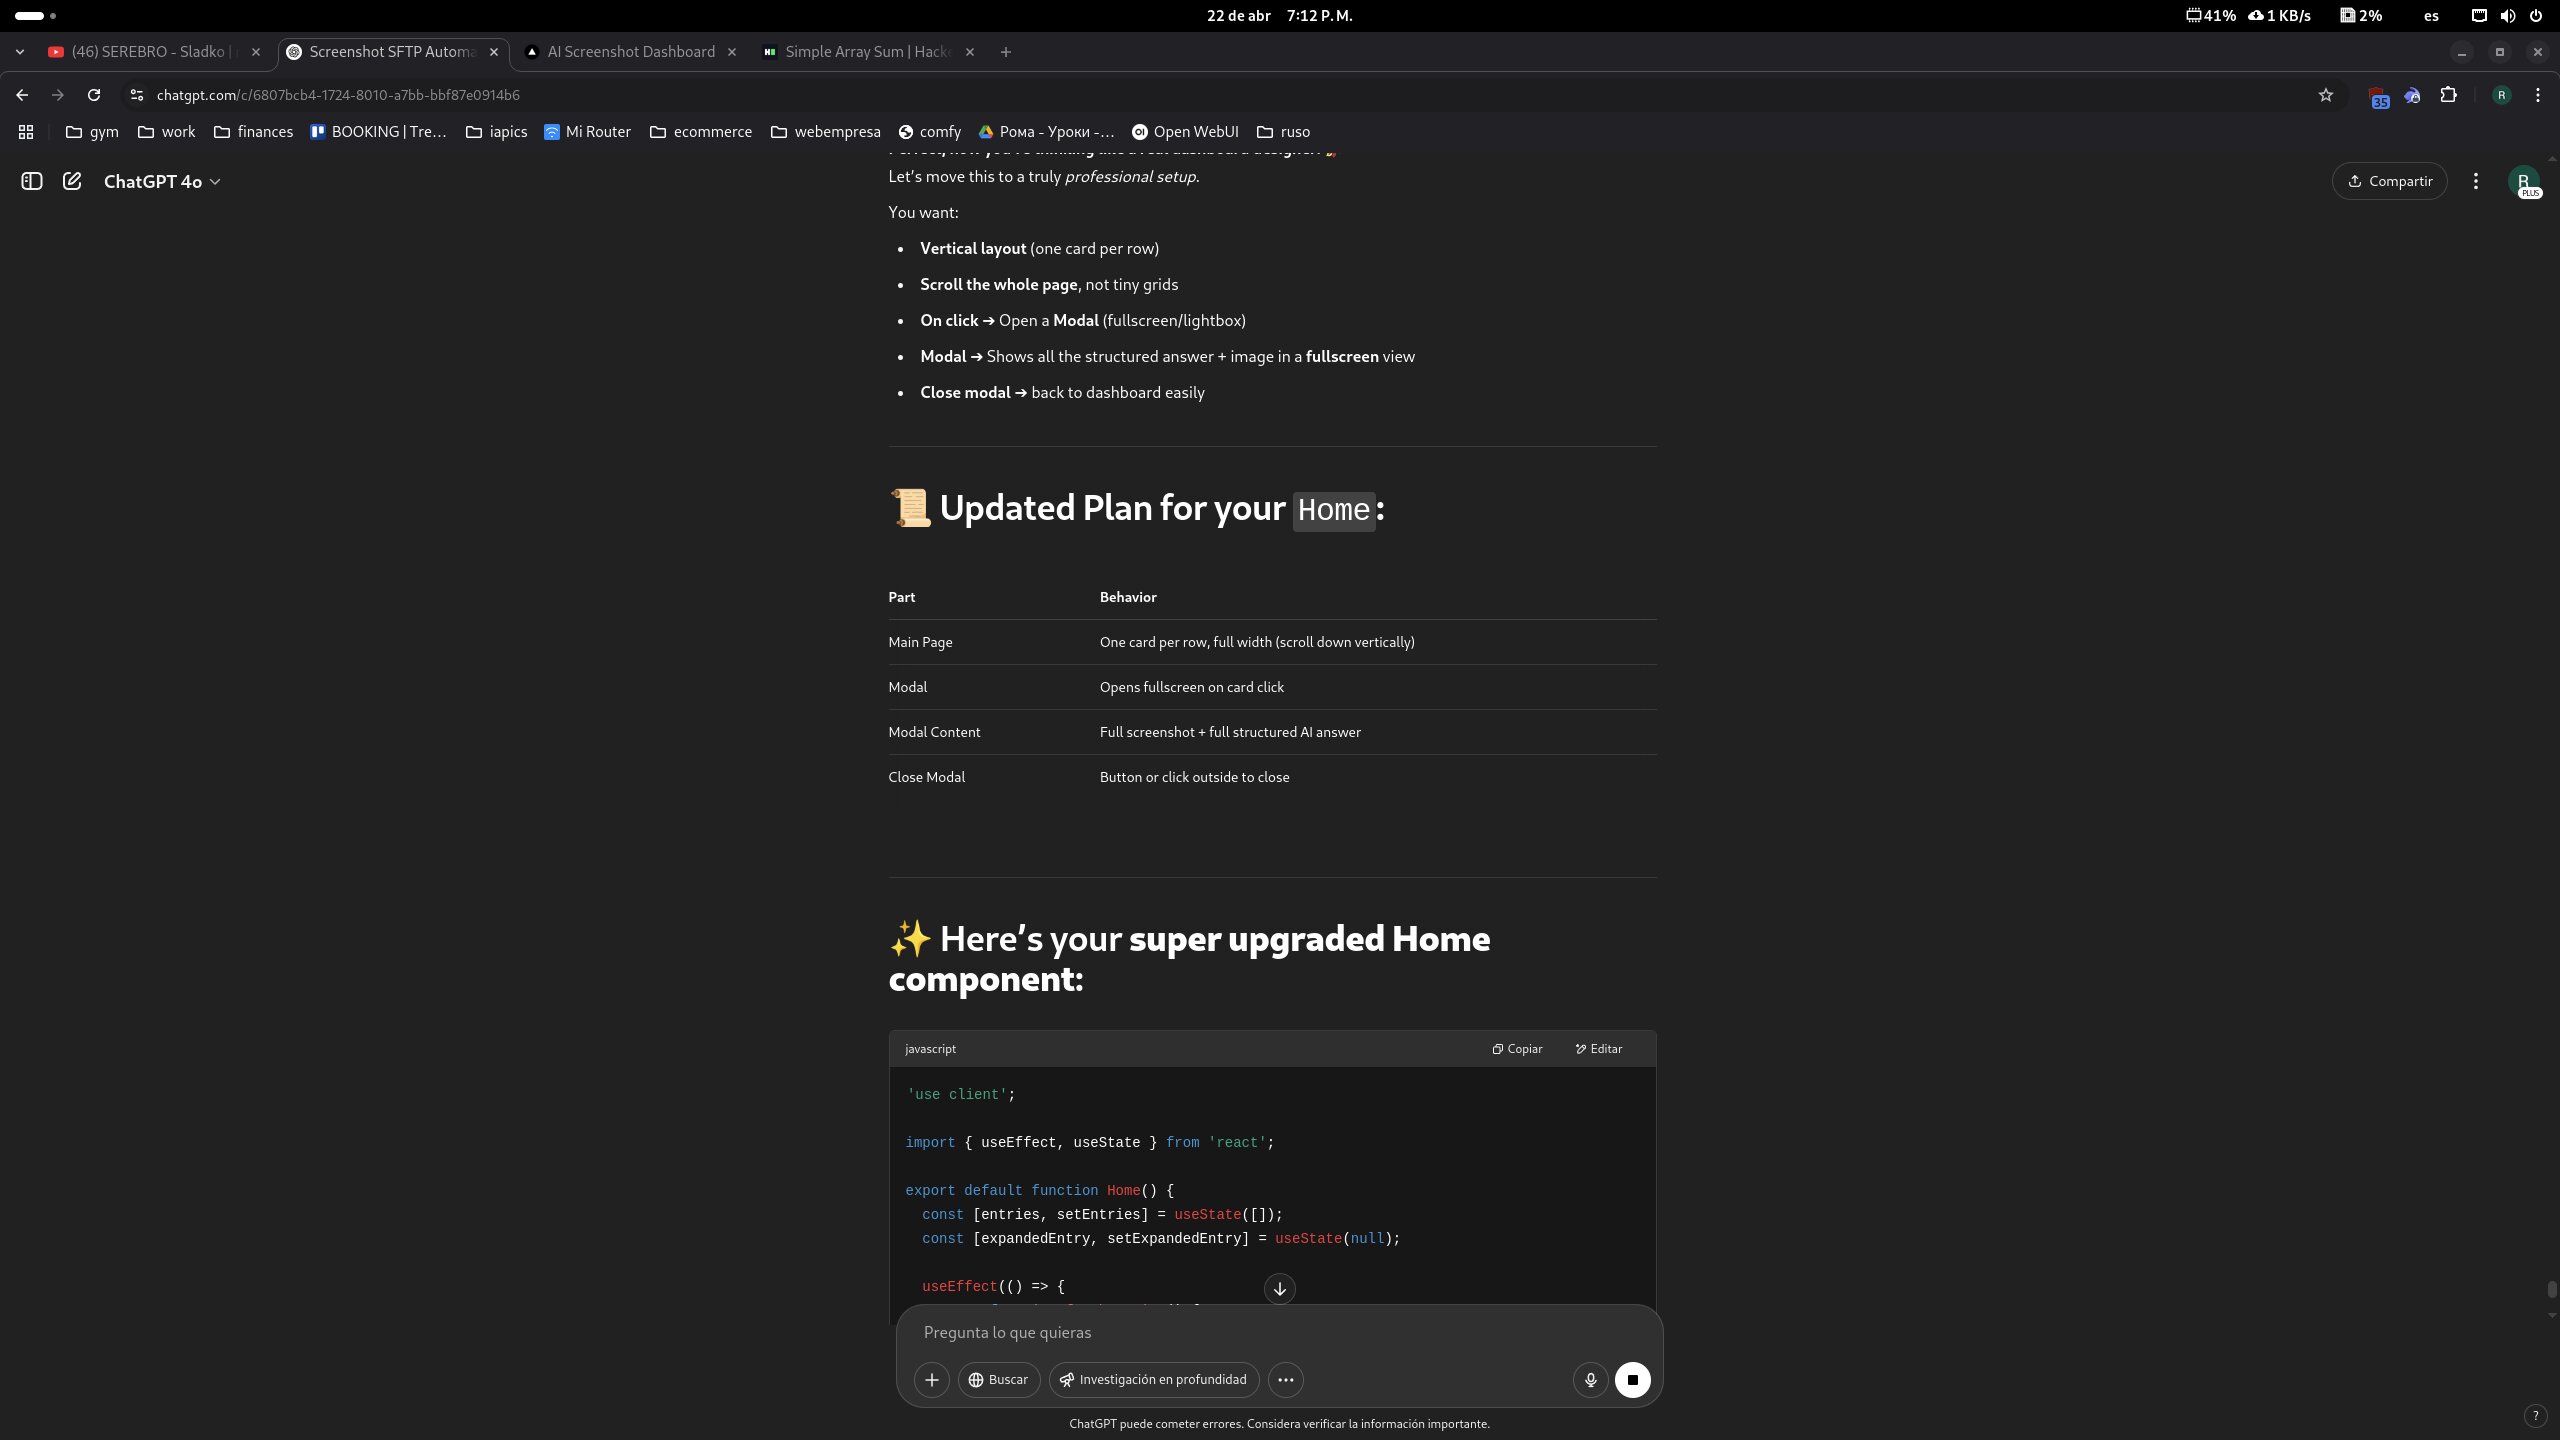 22 de abr 7:12 P. M.
41% 1 KB/s 2% es
(46) SEREBRO - Sladko |
Screenshot SFTP Automa
AI Screenshot Dashboard
Simple Array Sum | Hack
chatgpt.com/c/6807bcb4-1724-8010-a7bb-bbf87e0914b6
35
R
gym work finances BOOKING | Tre… iapics Mi Router ecommerce webempresa comfy Рома - Уроки -… Open WebUI ruso
ChatGPT 4o
Compartir
R
PLUS
Let’s move this to a truly professional setup.
You want:
• Vertical layout (one card per row)
• Scroll the whole page, not tiny grids
• On click ➔ Open a Modal (fullscreen/lightbox)
• Modal ➔ Shows all the structured answer + image in a fullscreen view
• Close modal ➔ back to dashboard easily
📜 Updated Plan for your Home:
Part Behavior
Main Page One card per row, full width (scroll down vertically)
Modal Opens fullscreen on card click
Modal Content Full screenshot + full structured AI answer
Close Modal Button or click outside to close
✨ Here’s your super upgraded Home
component:
javascript Copiar Editar
'use client';
import { useEffect, useState } from 'react';
export default function Home() {
const [entries, setEntries] = useState([]);
const [expandedEntry, setExpandedEntry] = useState(null);
useEffect(() => {
Pregunta lo que quieras
Buscar Investigación en profundidad
ChatGPT puede cometer errores. Considera verificar la información importante.
?